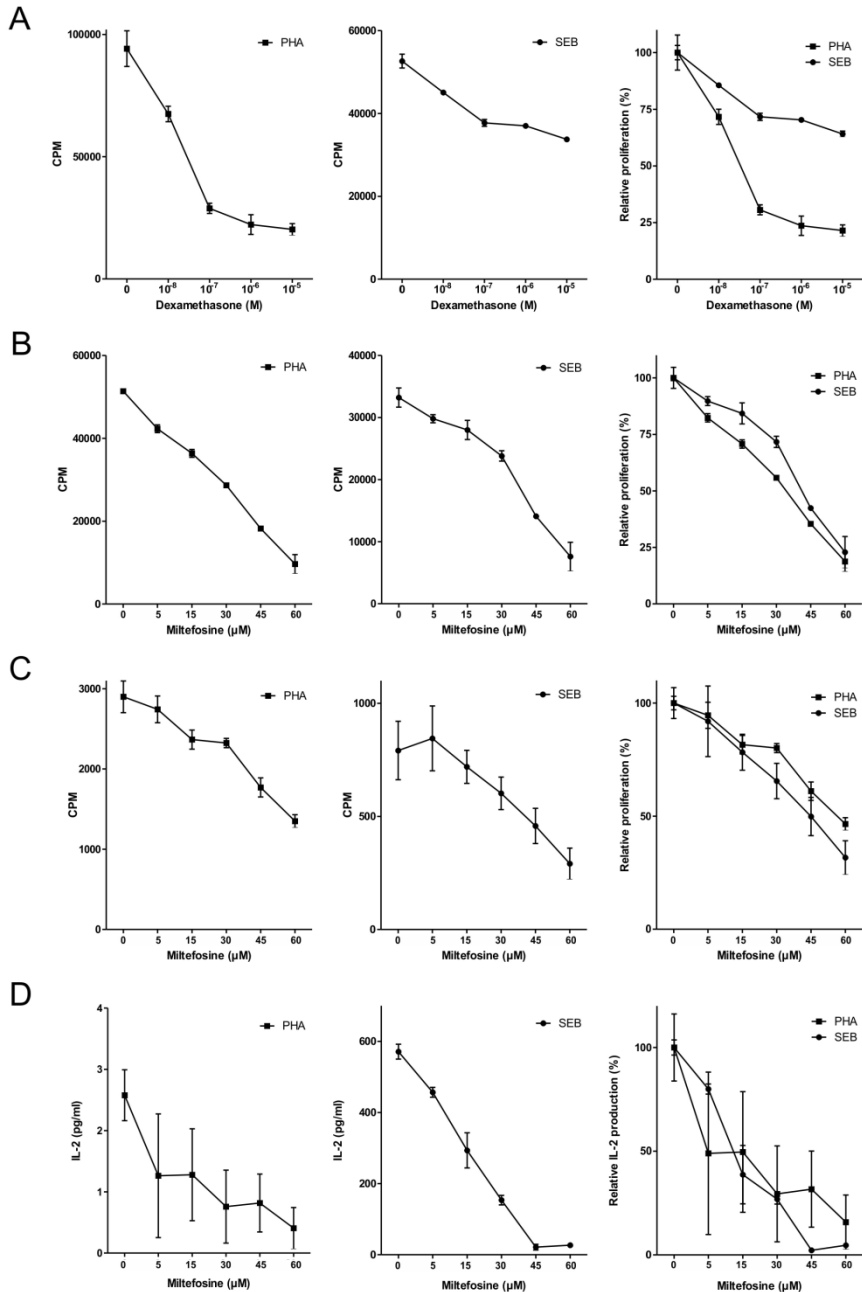 A
100000
50000
0
CPM
PHA
0 10-8 10-7 10-6 10-5
Dexamethasone (M)
60000
40000
20000
0
CPM
SEB
0 10-8 10-7 10-6 10-5
Dexamethasone (M)
100
75
50
25
0
Relative proliferation (%)
PHA
SEB
0 10-8 10-7 10-6 10-5
Dexamethasone (M)
B
60000
40000
20000
0
CPM
PHA
0 5 15 30 45 60
Miltefosine (µM)
40000
30000
20000
10000
0
CPM
SEB
0 5 15 30 45 60
Miltefosine (µM)
100
75
50
25
0
Relative proliferation (%)
PHA
SEB
0 5 15 30 45 60
Miltefosine (µM)
C
3000
2000
1000
0
CPM
PHA
0 5 15 30 45 60
Miltefosine (µM)
1000
500
0
CPM
SEB
0 5 15 30 45 60
Miltefosine (µM)
100
50
0
Relative proliferation (%)
PHA
SEB
0 5 15 30 45 60
Miltefosine (µM)
D
4
3
2
1
0
IL-2 (pg/ml)
PHA
0 5 15 30 45 60
Miltefosine (µM)
600
400
200
0
IL-2 (pg/ml)
SEB
0 5 15 30 45 60
Miltefosine (µM)
100
50
0
Relative IL-2 production (%)
PHA
SEB
0 5 15 30 45 60
Miltefosine (µM)